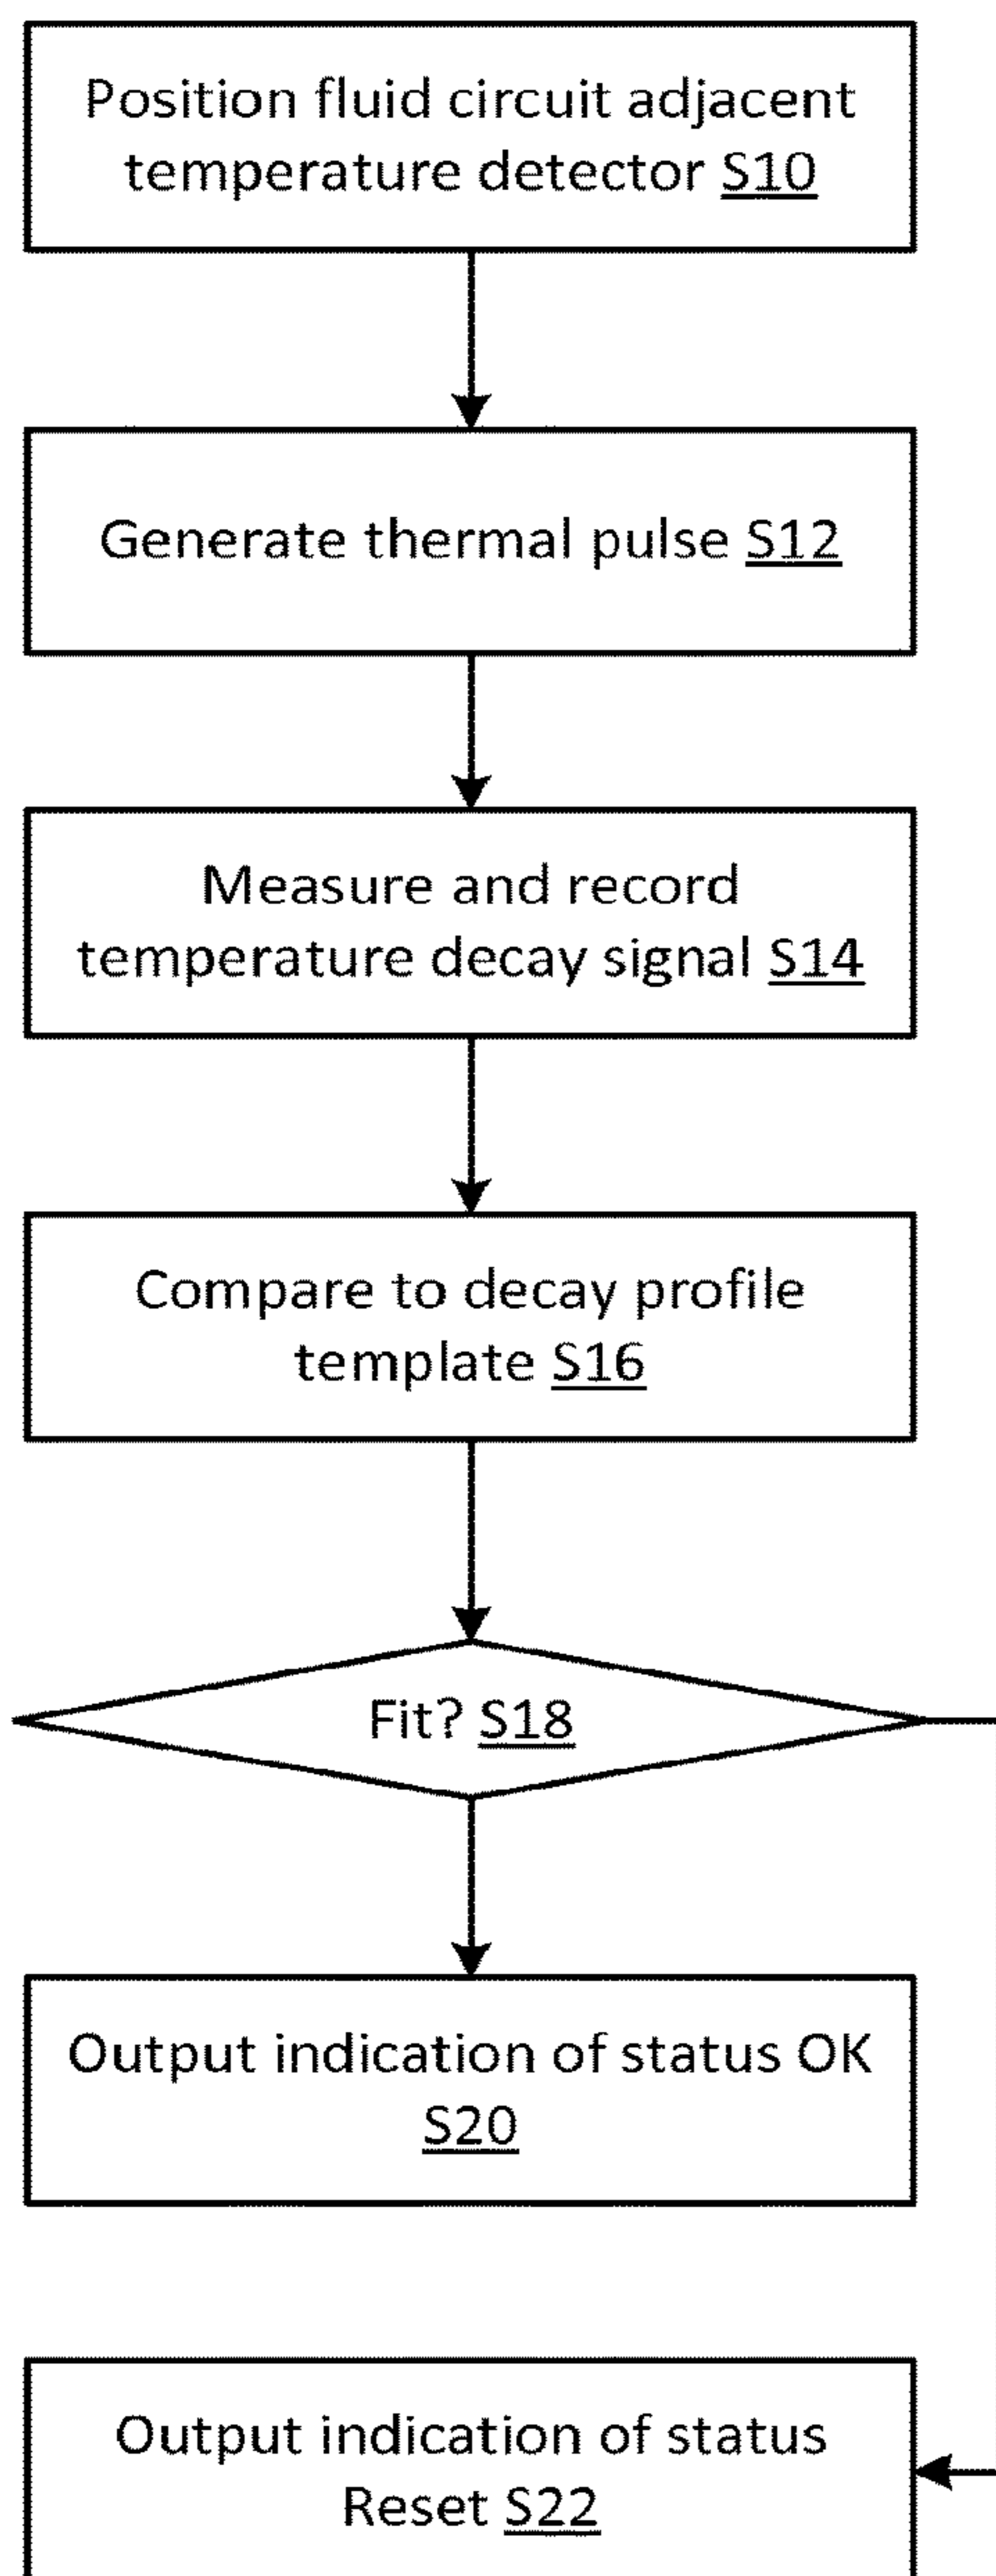 Position fluid circuit adjacent
temperature detector S10
Generate thermal pulse S12
Measure and record
temperature decay signal S14
Compare to decay profile
template S16
Fit? S18
Output indication of status OK
S20
Output indication of status
Reset S22